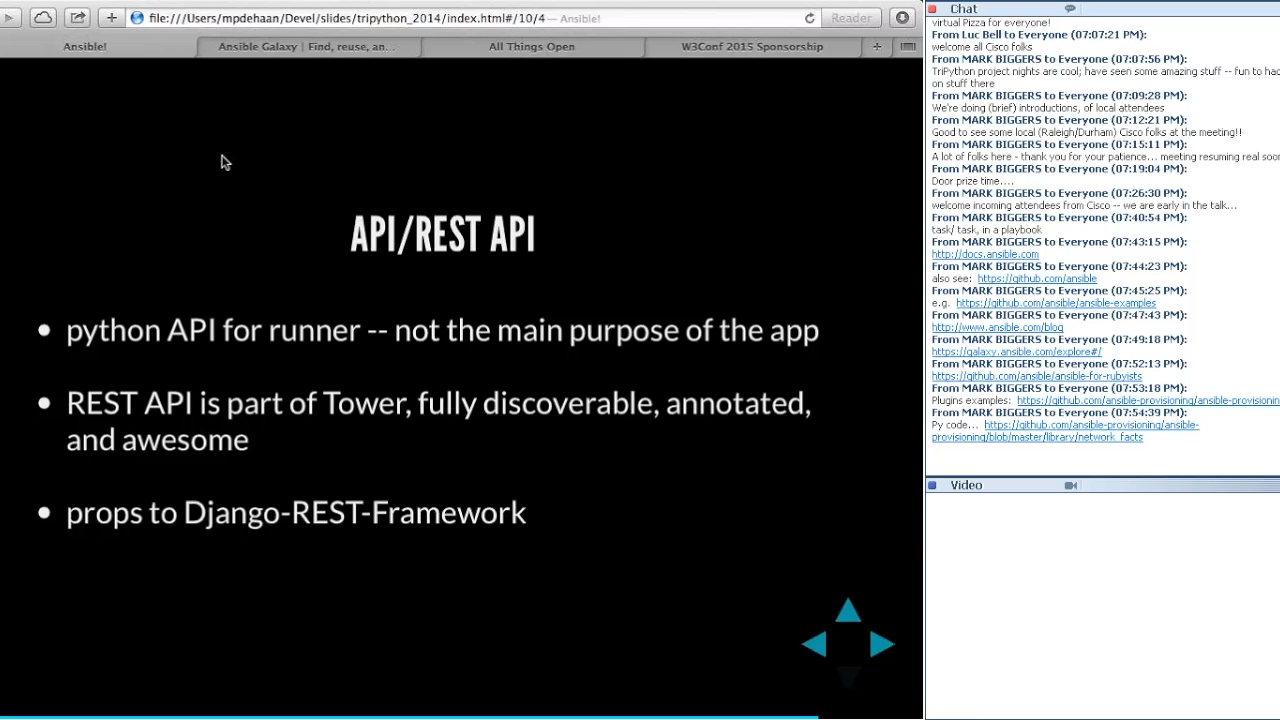 file:///Users/mpdehaan/Devel/slides/tripython_2014/index.html#/10/4 — Ansible!
Reader
Ansible!
Ansible Galaxy | Find, reuse, an...
All Things Open
W3Conf 2015 Sponsorship
API/REST API
python API for runner -- not the main purpose of the app
REST API is part of Tower, fully discoverable, annotated,
and awesome
props to Django-REST-Framework
Chat
virtual Pizza for everyone!
From Luc Bell to Everyone (07:07:21 PM):
welcome all Cisco folks
From MARK BIGGERS to Everyone (07:07:56 PM):
TriPython project nights are cool; have seen some amazing stuff -- fun to hac
on stuff there
From MARK BIGGERS to Everyone (07:09:28 PM):
We're doing (brief) introductions, of local attendees
From MARK BIGGERS to Everyone (07:12:21 PM):
Good to see some local (Raleigh/Durham) Cisco folks at the meeting!!
From MARK BIGGERS to Everyone (07:15:11 PM):
A lot of folks here - thank you for your patience... meeting resuming real soon
From MARK BIGGERS to Everyone (07:19:04 PM):
Door prize time....
From MARK BIGGERS to Everyone (07:26:30 PM):
welcome incoming attendees from Cisco -- we are early in the talk...
From MARK BIGGERS to Everyone (07:40:54 PM):
task/ task, in a playbook
From MARK BIGGERS to Everyone (07:43:15 PM):
http://docs.ansible.com
From MARK BIGGERS to Everyone (07:44:23 PM):
also see: https://github.com/ansible
From MARK BIGGERS to Everyone (07:45:25 PM):
e.g. https://github.com/ansible/ansible-examples
From MARK BIGGERS to Everyone (07:47:43 PM):
http://www.ansible.com/blog
From MARK BIGGERS to Everyone (07:49:18 PM):
https://galaxy.ansible.com/explore#/
From MARK BIGGERS to Everyone (07:52:13 PM):
https://github.com/ansible/ansible-for-rubyists
From MARK BIGGERS to Everyone (07:53:18 PM):
Plugins examples: https://github.com/ansible-provisioning/ansible-provisionin
From MARK BIGGERS to Everyone (07:54:39 PM):
Py code... https://github.com/ansible-provisioning/ansible-
provisioning/blob/master/library/network_facts
Video